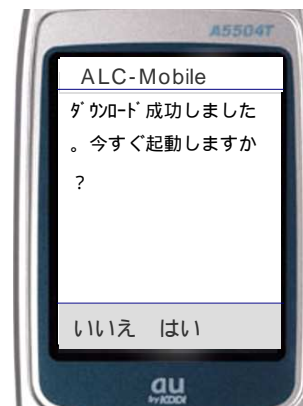 A5504T
ALC-Mobile
ﾀﾞｳﾝﾛｰﾄﾞ成功しました
。今すぐ起動しますか
？
いいえ　はい
au
by KDDI